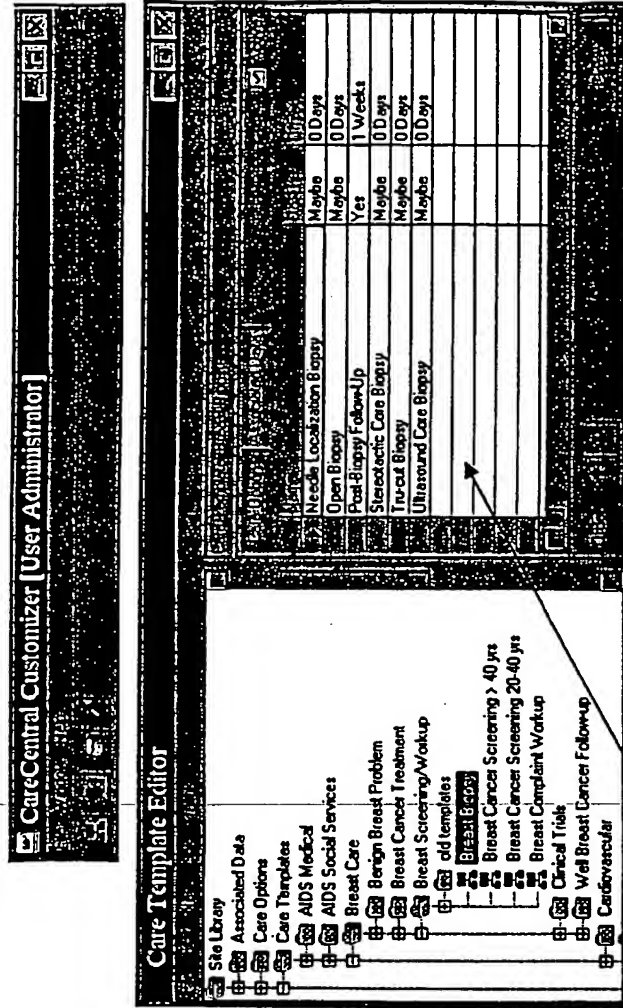 CareCentral Customizer [User Administrator]
Care Template Editor
Site Library
Associated Data
Care Options
Care Templates
AIDS Medical
AIDS Social Services
Breast Care
Benign Breast Problem
Breast Cancer Treatment
Breast Screening/Workup
old templates
Breast Biopsy
Breast Cancer Screening > 40 yrs
Breast Cancer Screening 20-40 yrs
Breast Complaint Workup
Clinical Trials
Well Breast Cancer Follow-up
Cardiovascular
Needle Localization Biopsy Maybe 0 Days
Open Biopsy Maybe 0 Days
Post-Biopsy Follow-Up Yes 1 Weeks
Stereotactic Core Biopsy Maybe 0 Days
Tru-cut Biopsy Maybe 0 Days
Ultrasound Core Biopsy Maybe 0 Days